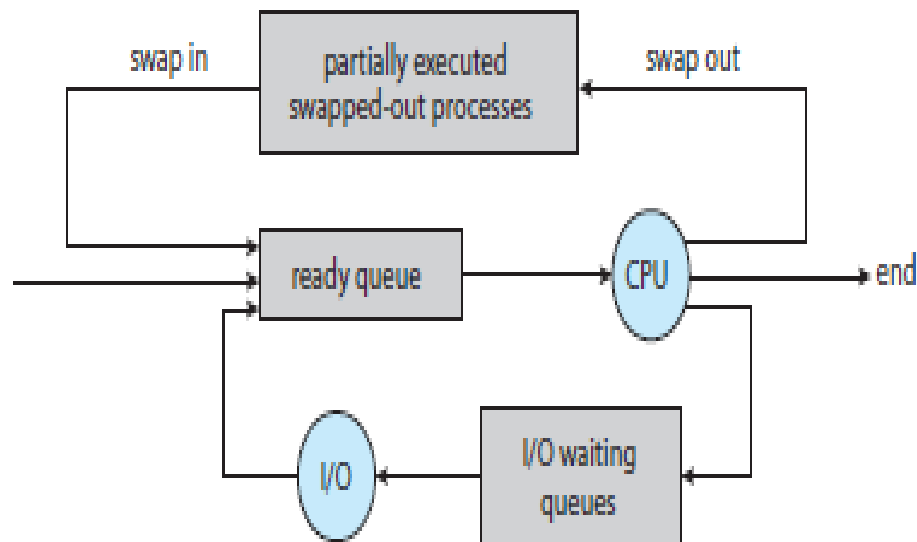 swap in
partially executed
swapped-out processes
swap out
ready queue
CPU
end
I/O
I/O waiting
queues